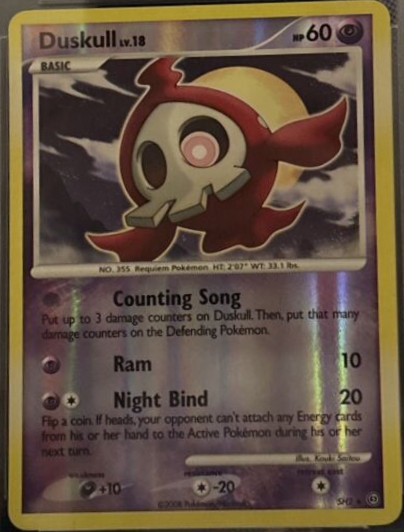 Duskull LV.18 HP 60
BASIC
NO. 355 Requiem Pokémon HT: 2'07" WT: 33.1 lbs.
Counting Song
Put up to 3 damage counters on Duskull. Then, put that many
damage counters on the Defending Pokémon.
Ram 10
Night Bind 20
Flip a coin. If heads, your opponent can't attach any Energy cards
from his or her hand to the Active Pokémon during his or her
next turn.
Illus. Kouki Saitou
weakness resistance retreat cost
+10 -20
©2008 Pokémon/Nintendo SH2